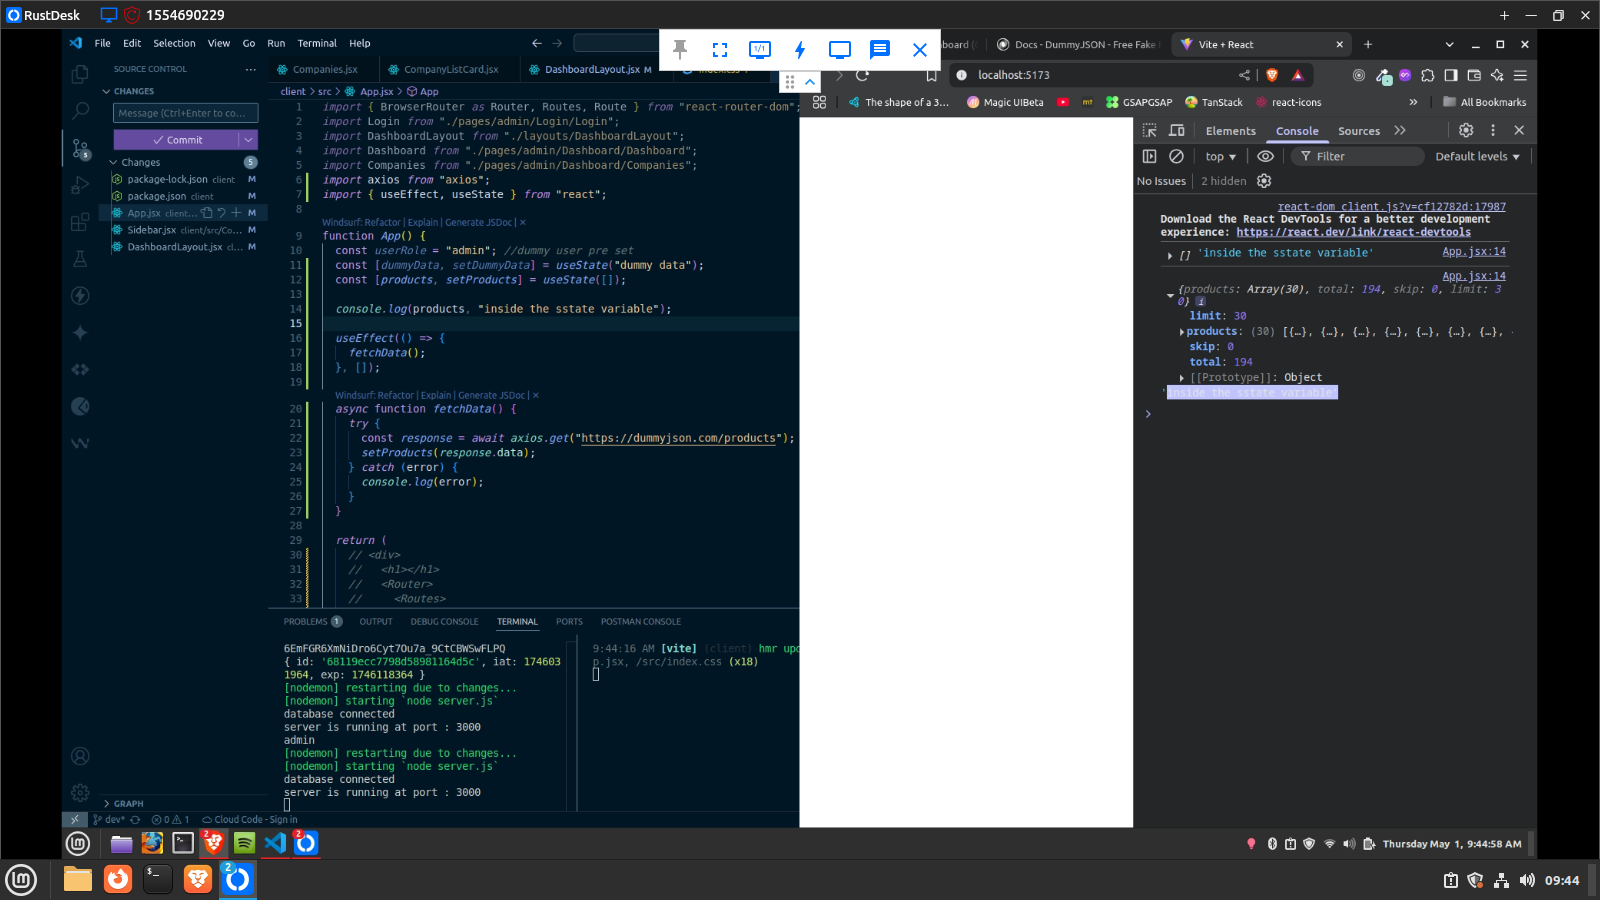 RustDesk 1554690229
File Edit Selection View Go Run Terminal Help
SOURCE CONTROL
CHANGES
Message (Ctrl+Enter to co...
Commit
Changes 5
package-lock.json client M
package.json client M
App.jsx client... M
Sidebar.jsx client/src/Co... M
DashboardLayout.jsx cl... M
GRAPH
Companies.jsx CompanyListCard.jsx DashboardLayout.jsx M
client > src > App.jsx > App
1 import { BrowserRouter as Router, Routes, Route } from "react-router-dom";
2 import Login from "./pages/admin/Login/Login";
3 import DashboardLayout from "./layouts/DashboardLayout";
4 import Dashboard from "./pages/admin/Dashboard/Dashboard";
5 import Companies from "./pages/admin/Dashboard/Companies";
6 import axios from "axios";
7 import { useEffect, useState } from "react";
8
Windsurf: Refactor | Explain | Generate JSDoc | ×
9 function App() {
10 const userRole = "admin"; //dummy user pre set
11 const [dummyData, setDummyData] = useState("dummy data");
12 const [products, setProducts] = useState([]);
13
14 console.log(products, "inside the sstate variable");
15
16 useEffect(() => {
17 fetchData();
18 }, []);
19
Windsurf: Refactor | Explain | Generate JSDoc | ×
20 async function fetchData() {
21 try {
22 const response = await axios.get("https://dummyjson.com/products");
23 setProducts(response.data);
24 } catch (error) {
25 console.log(error);
26 }
27 }
28
29 return (
30 // <div>
31 // <h1></h1>
32 // <Router>
33 // <Routes>
PROBLEMS 1 OUTPUT DEBUG CONSOLE TERMINAL PORTS POSTMAN CONSOLE
6EmFGR6XmNiDro6Cyt7Ou7a_9CtCBWSwFLPQ
{ id: '68119ecc7798d58981164d5c', iat: 174603
1964, exp: 1746118364 }
[nodemon] restarting due to changes...
[nodemon] starting `node server.js`
database connected
server is running at port : 3000
admin
[nodemon] restarting due to changes...
[nodemon] starting `node server.js`
database connected
server is running at port : 3000
9:44:16 AM [vite] (client) hmr upd
p.jsx, /src/index.css (x18)
dev* 0 1 Cloud Code - Sign in
1/1
Docs - DummyJSON - Free Fake Vite + React
localhost:5173
The shape of a 3... Magic UIBeta mt GSAPGSAP TanStack react-icons » All Bookmarks
Elements Console Sources
top Filter Default levels
No Issues 2 hidden
react-dom_client.js?v=cf12782d:17987
Download the React DevTools for a better development
experience: https://react.dev/link/react-devtools
[] 'inside the sstate variable' App.jsx:14
App.jsx:14
{products: Array(30), total: 194, skip: 0, limit: 3
0} i
limit: 30
products: (30) [{…}, {…}, {…}, {…}, {…}, {…}, {…},
skip: 0
total: 194
[[Prototype]]: Object
'inside the sstate variable'
2 2
Thursday May 1, 9:44:58 AM
2
09:44